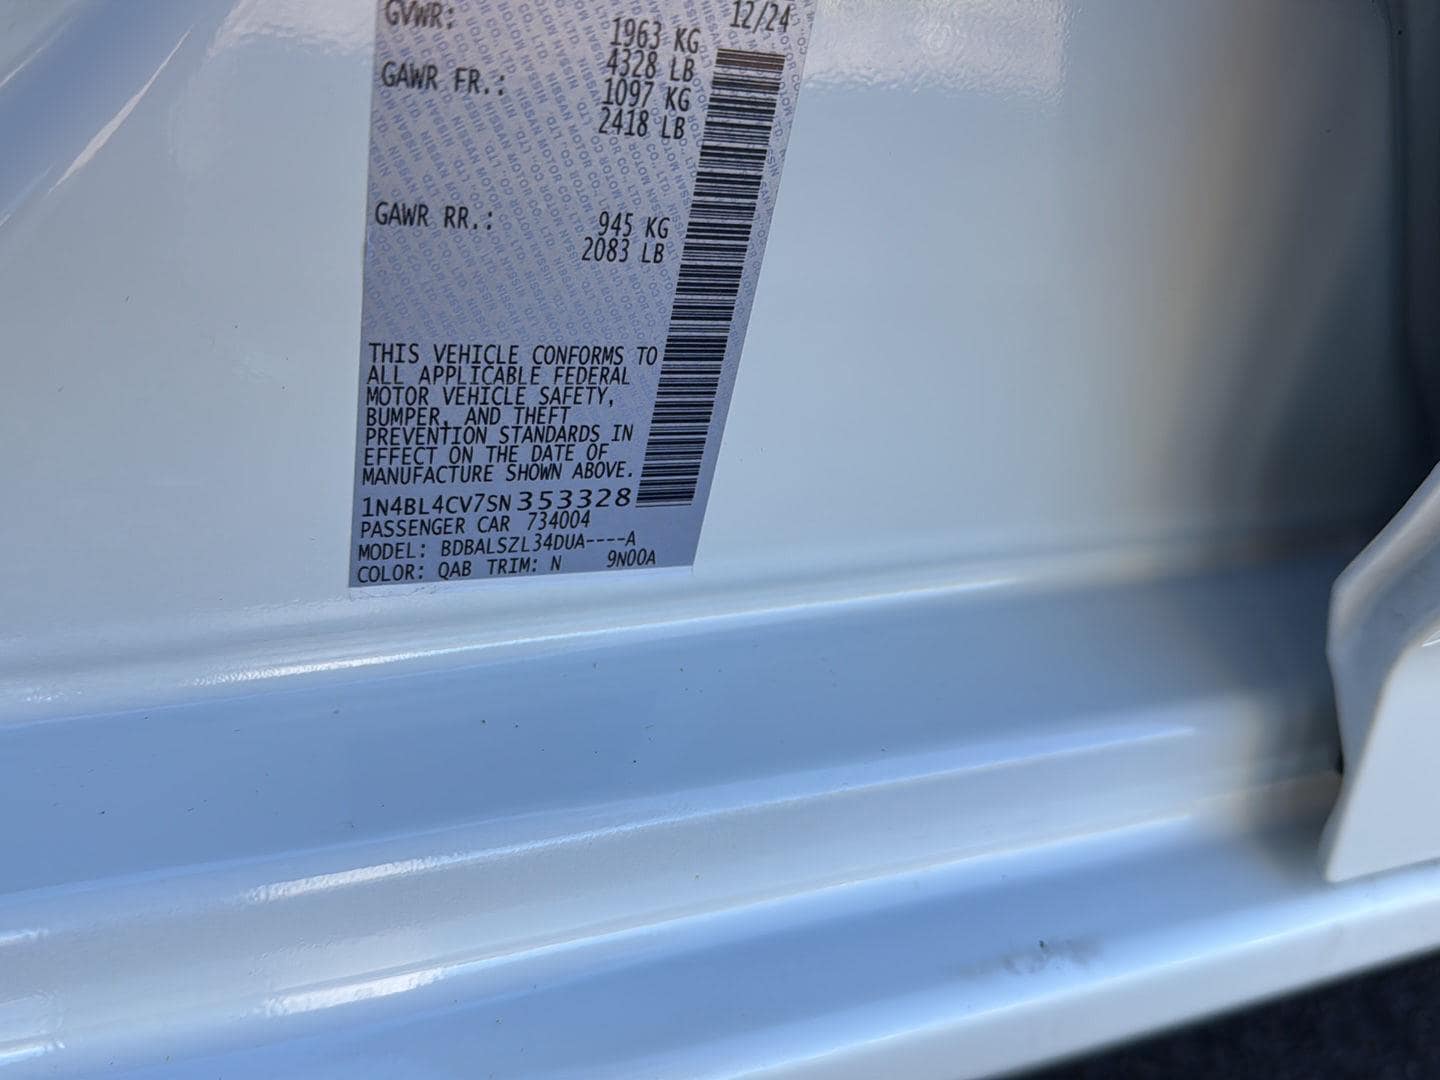 GVWR: 12/24
1963 KG
4328 LB
GAWR FR.: 1097 KG
2418 LB
GAWR RR.: 945 KG
2083 LB
THIS VEHICLE CONFORMS TO
ALL APPLICABLE FEDERAL
MOTOR VEHICLE SAFETY,
BUMPER, AND THEFT
PREVENTION STANDARDS IN
EFFECT ON THE DATE OF
MANUFACTURE SHOWN ABOVE.
1N4BL4CV7SN353328
PASSENGER CAR 734004
MODEL: BDBALSZL34DUA----A
COLOR: QAB TRIM: N 9N00A